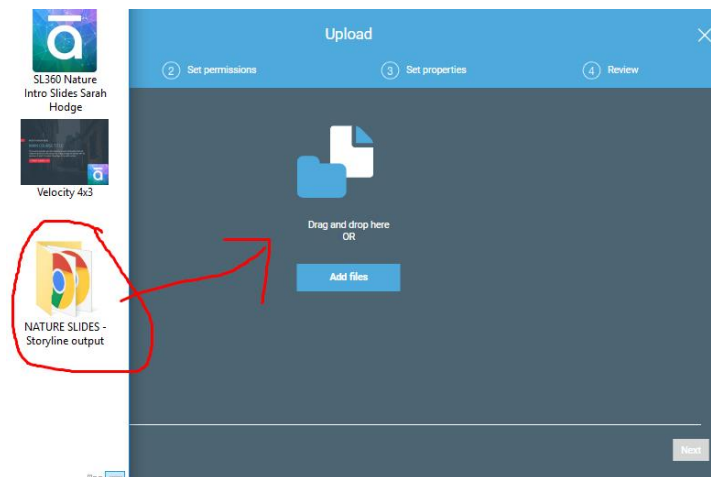 Upload
2 Set permissions
3 Set properties
4 Review
SL360 Nature
Intro Slides Sarah
Hodge
Velocity 4x3
NATURE SLIDES -
Storyline output
Drag and drop here
OR
Add files
Next